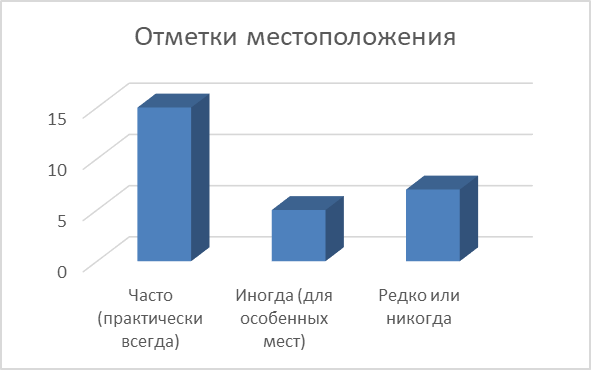 Отметки местоположения
15
10
5
0
Часто
(практически
всегда)
Иногда (для
особенных
мест)
Редко или
никогда